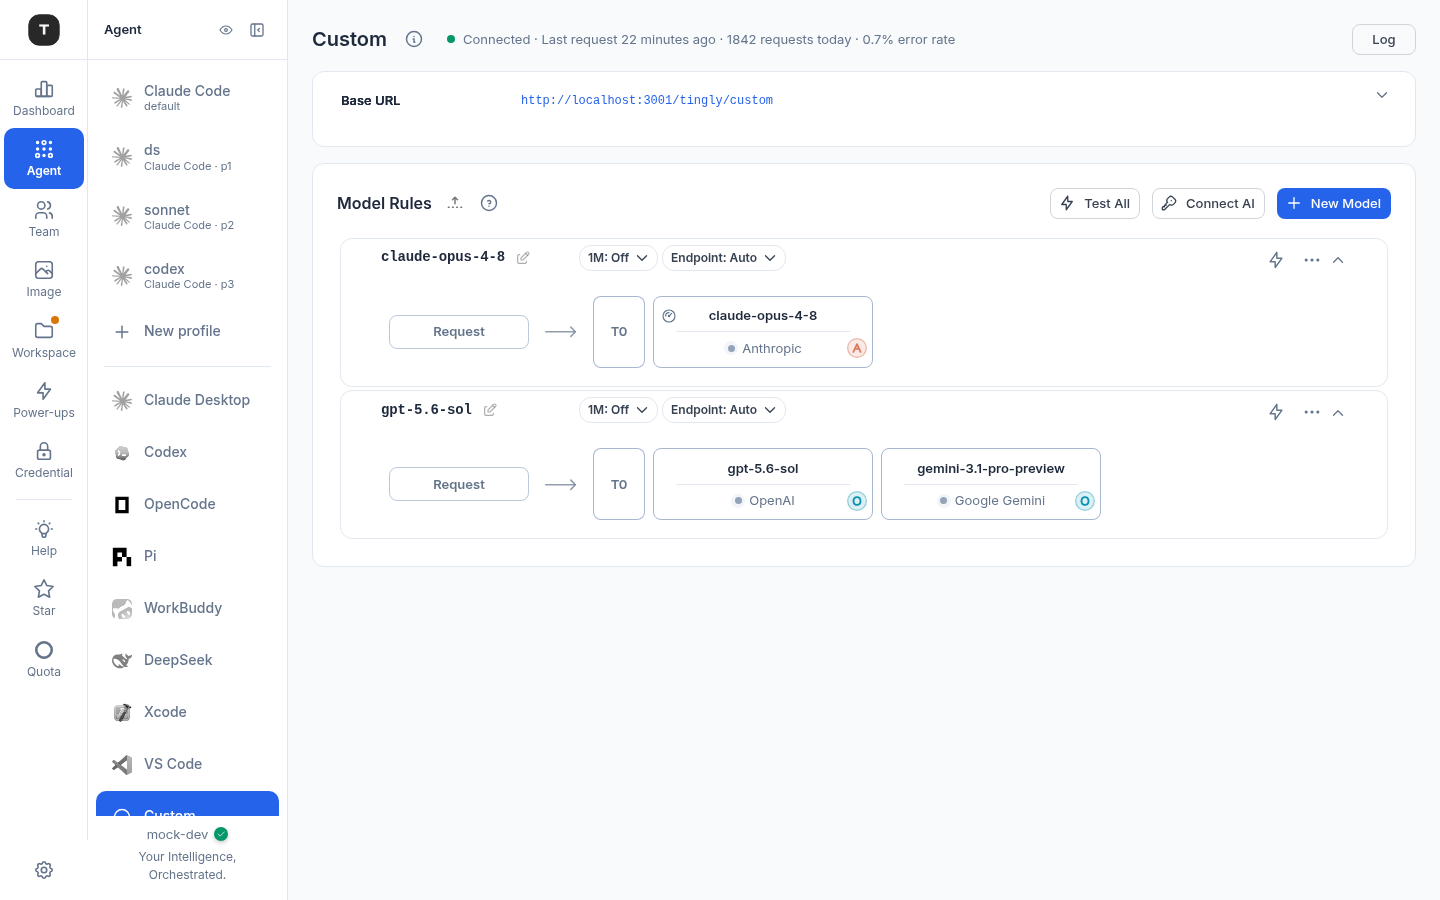 T
Dashboard
Agent
Team
Image
Workspace
Power-ups
Credential
Help
Star
Quota
Agent
Claude Code
default
ds
Claude Code · p1
sonnet
Claude Code · p2
codex
Claude Code · p3
New profile
Claude Desktop
Codex
OpenCode
Pi
WorkBuddy
DeepSeek
Xcode
VS Code
Custom
mock-dev
Your Intelligence,
Orchestrated.
Custom
Connected · Last request 22 minutes ago · 1842 requests today · 0.7% error rate
Log
Base URL
http://localhost:3001/tingly/custom
Model Rules
Test All
Connect AI
New Model
claude-opus-4-8
1M: Off
Endpoint: Auto
Request
T0
claude-opus-4-8
Anthropic
A
gpt-5.6-sol
1M: Off
Endpoint: Auto
Request
T0
gpt-5.6-sol
OpenAI
O
gemini-3.1-pro-preview
Google Gemini
O